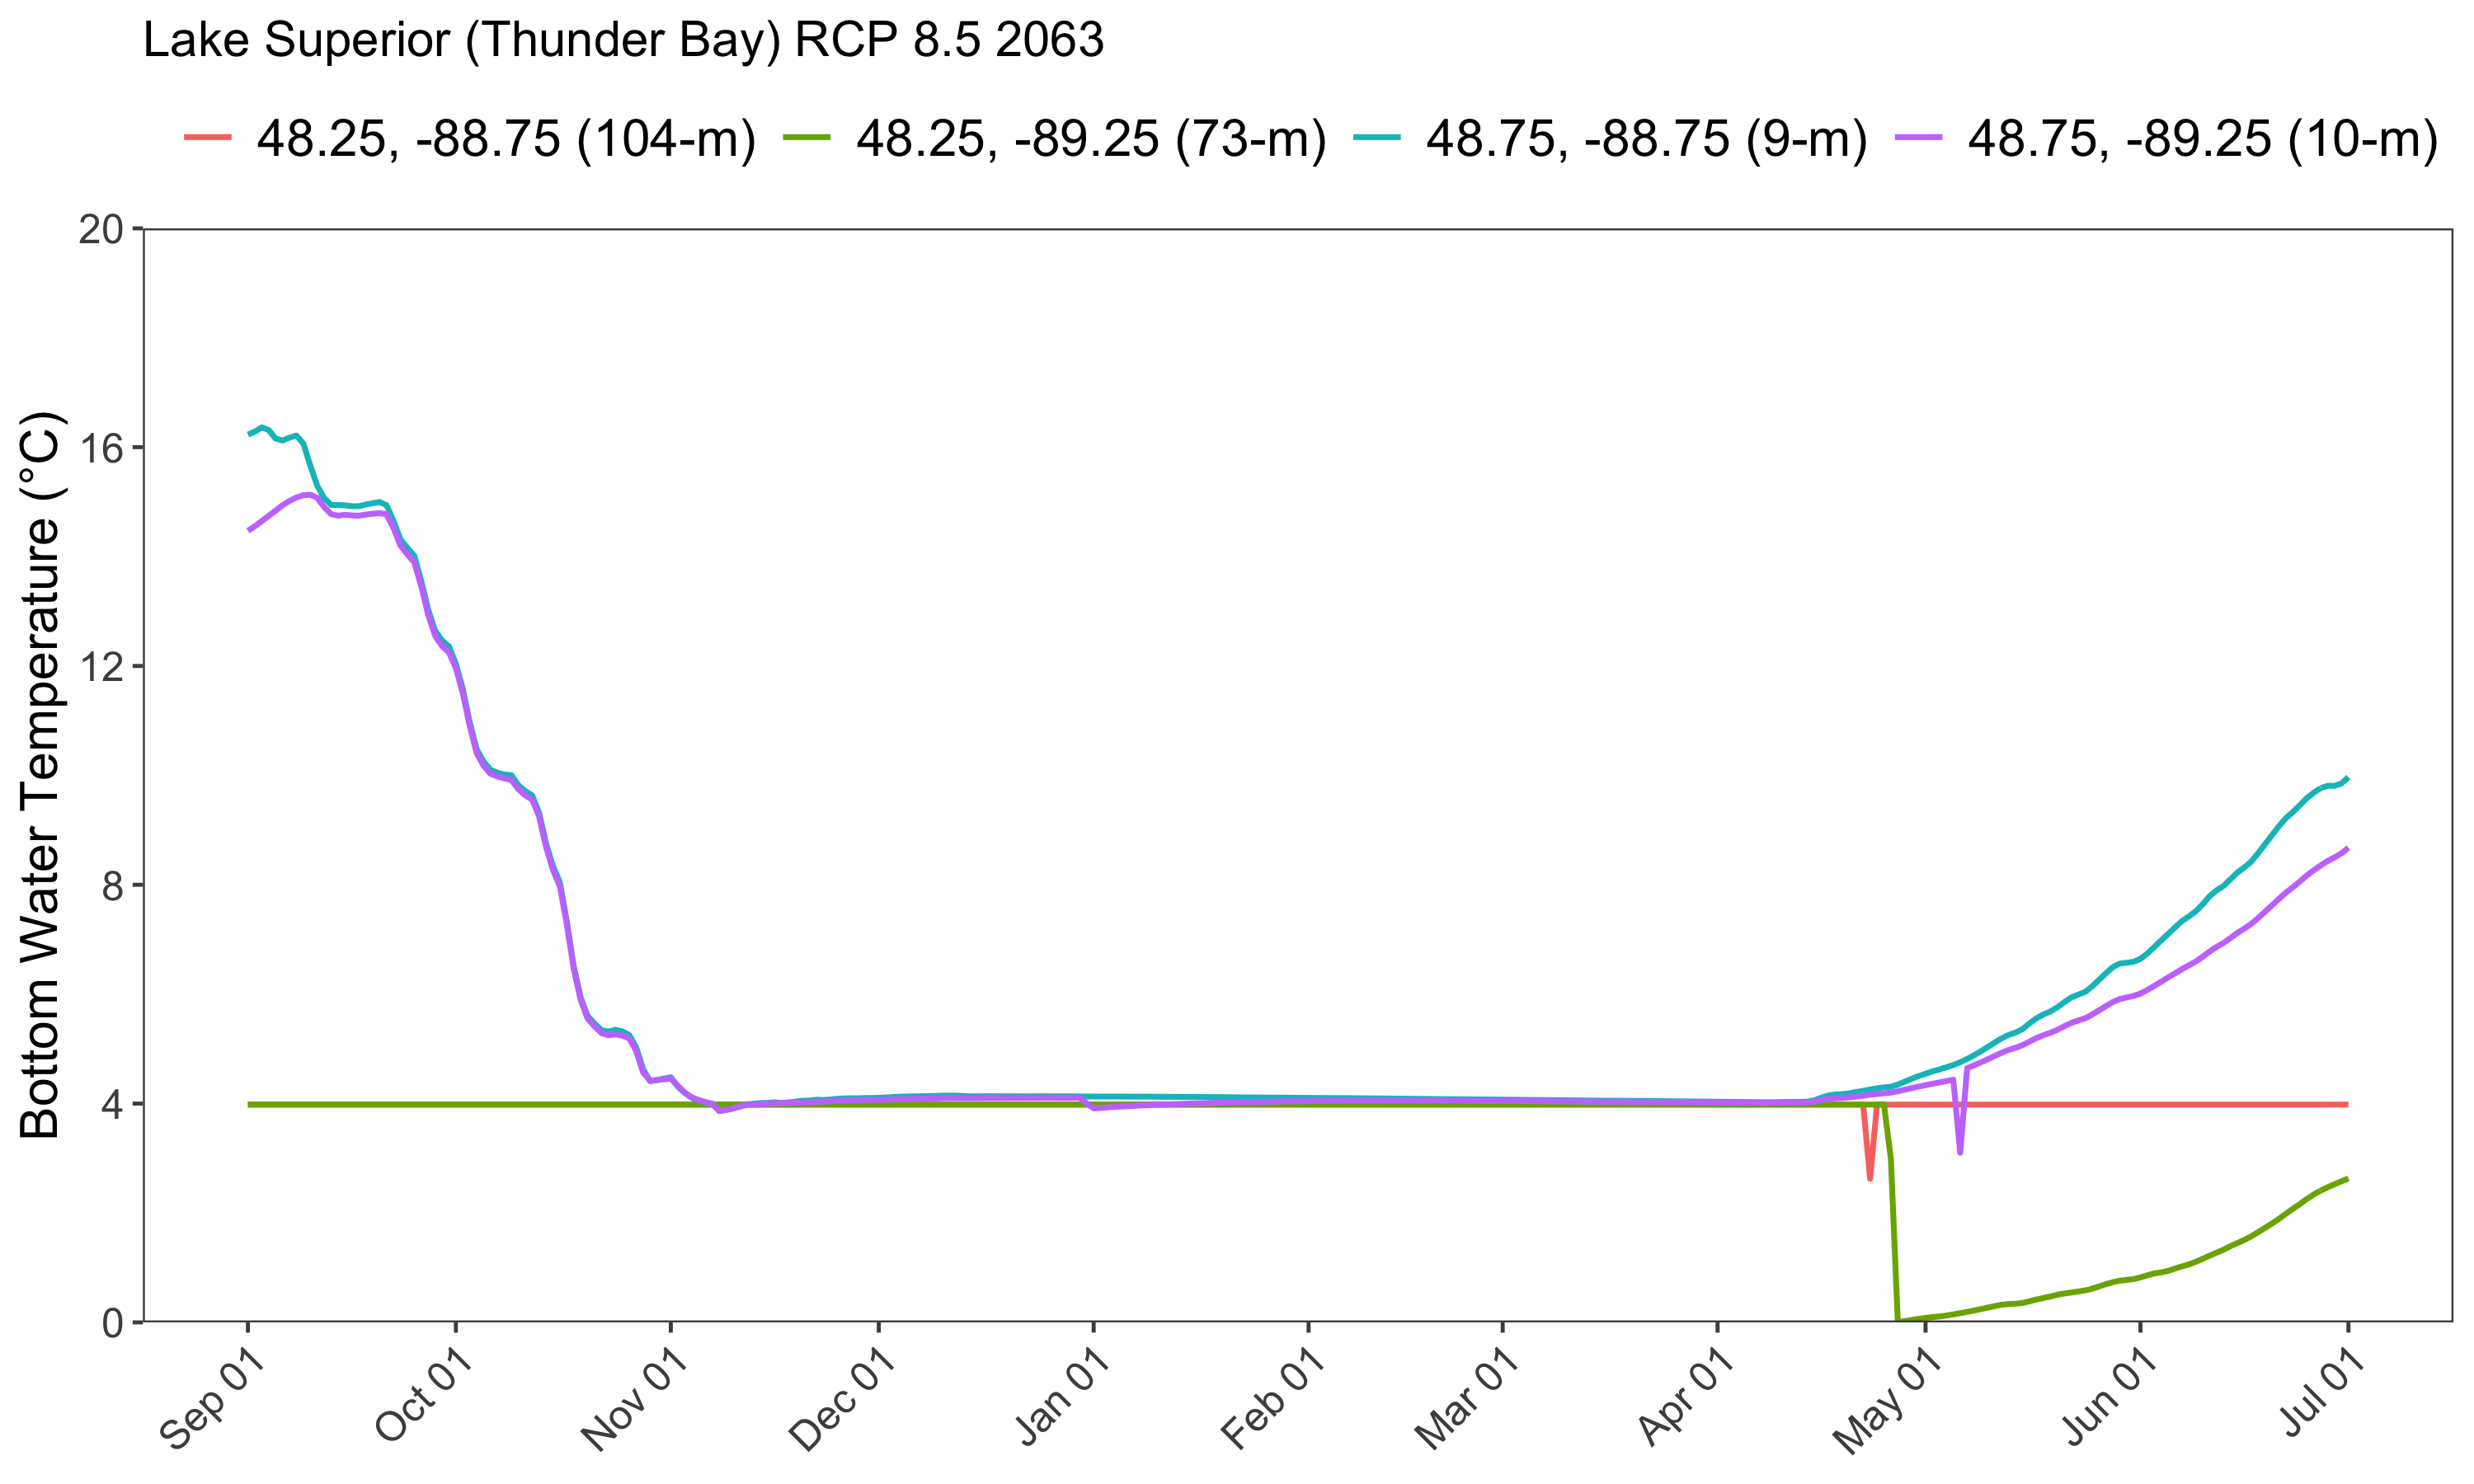 Lake Superior (Thunder Bay) RCP 8.5 2063
48.25, -88.75 (104-m) 48.25, -89.25 (73-m) 48.75, -88.75 (9-m) 48.75, -89.25 (10-m)
Bottom Water Temperature (°C)
20
16
12
8
4
0
Sep 01 Oct 01 Nov 01 Dec 01 Jan 01 Feb 01 Mar 01 Apr 01 May 01 Jun 01 Jul 01